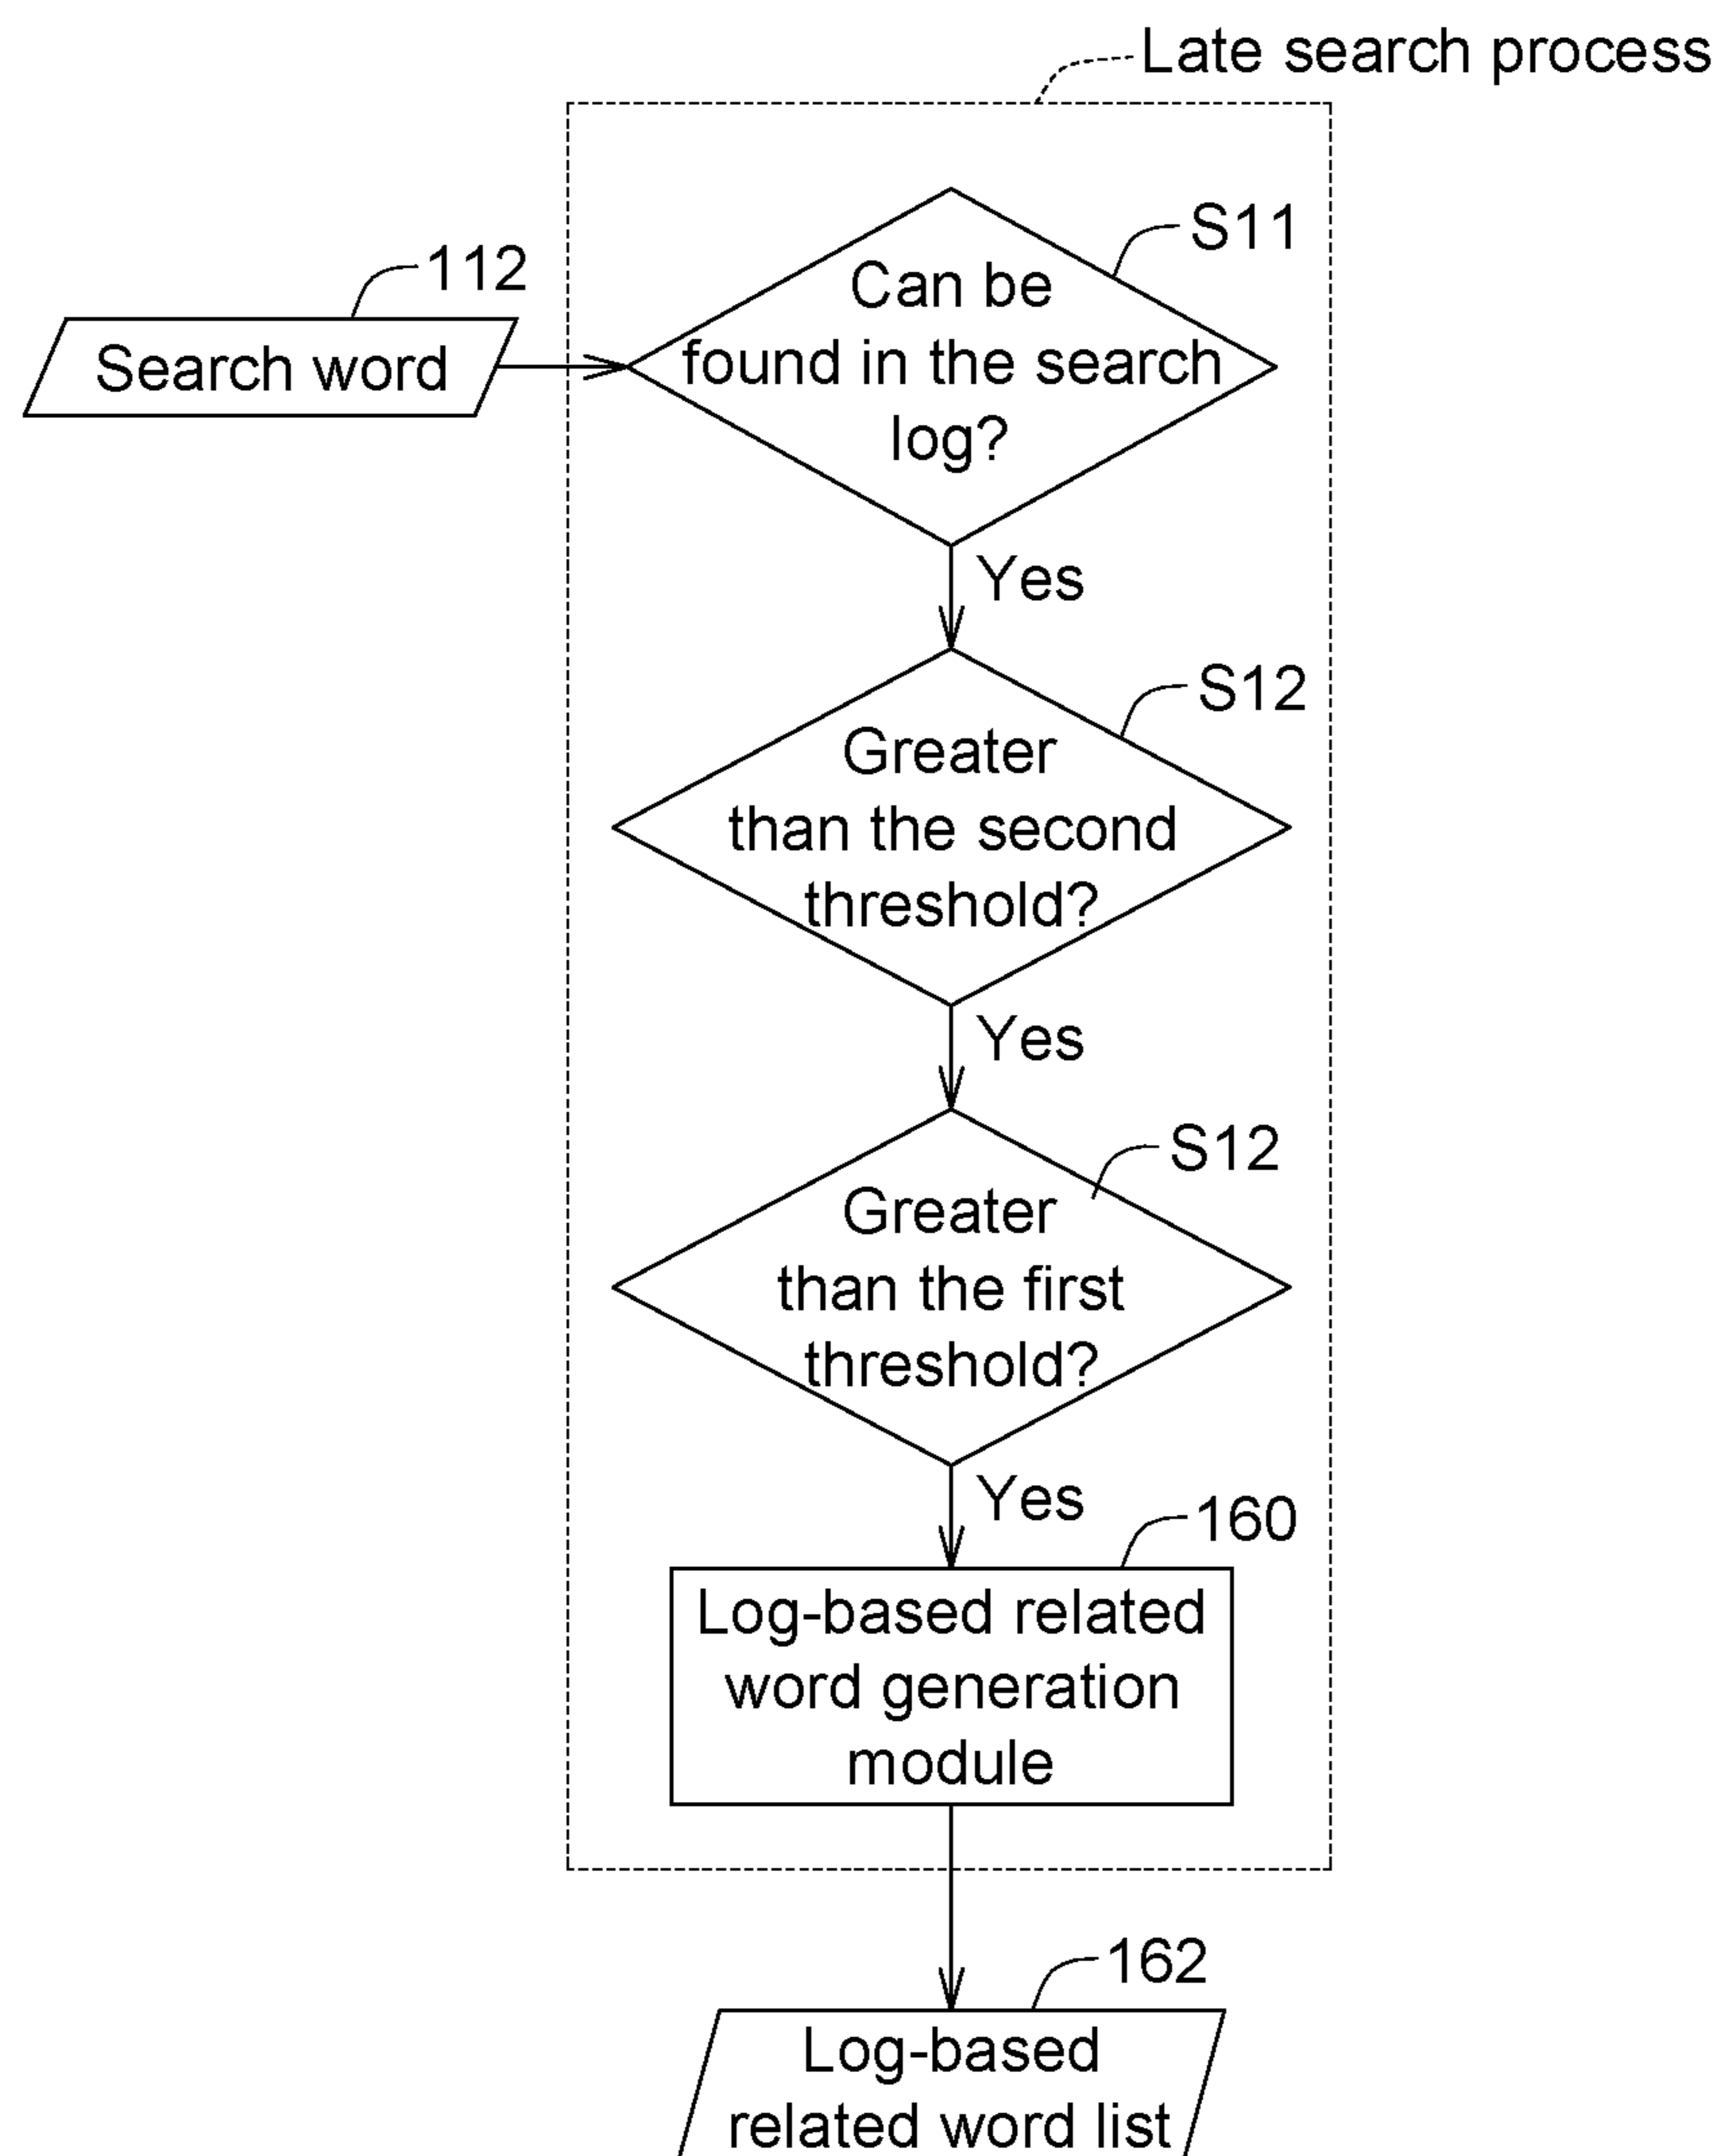 Late search process
S11
112
Search word
Can be
found in the search
log?
Yes
S12
Greater
than the second
threshold?
Yes
S12
Greater
than the first
threshold?
Yes
160
Log-based related
word generation
module
162
Log-based
related word list